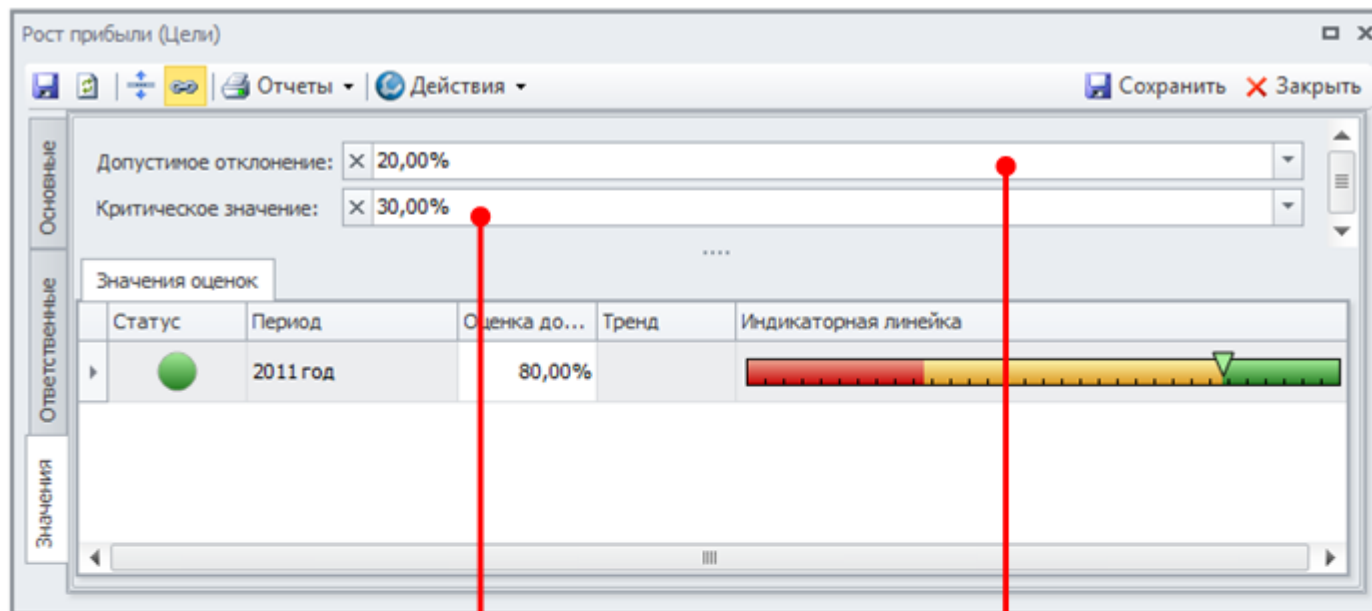 Рост прибыли (Цели)
Отчеты Действия Сохранить Закрыть
Основные
Ответственные
Значения
Допустимое отклонение: 20,00%
Критическое значение: 30,00%
Значения оценок
Статус Период Оценка до... Тренд Индикаторная линейка
2011 год 80,00%